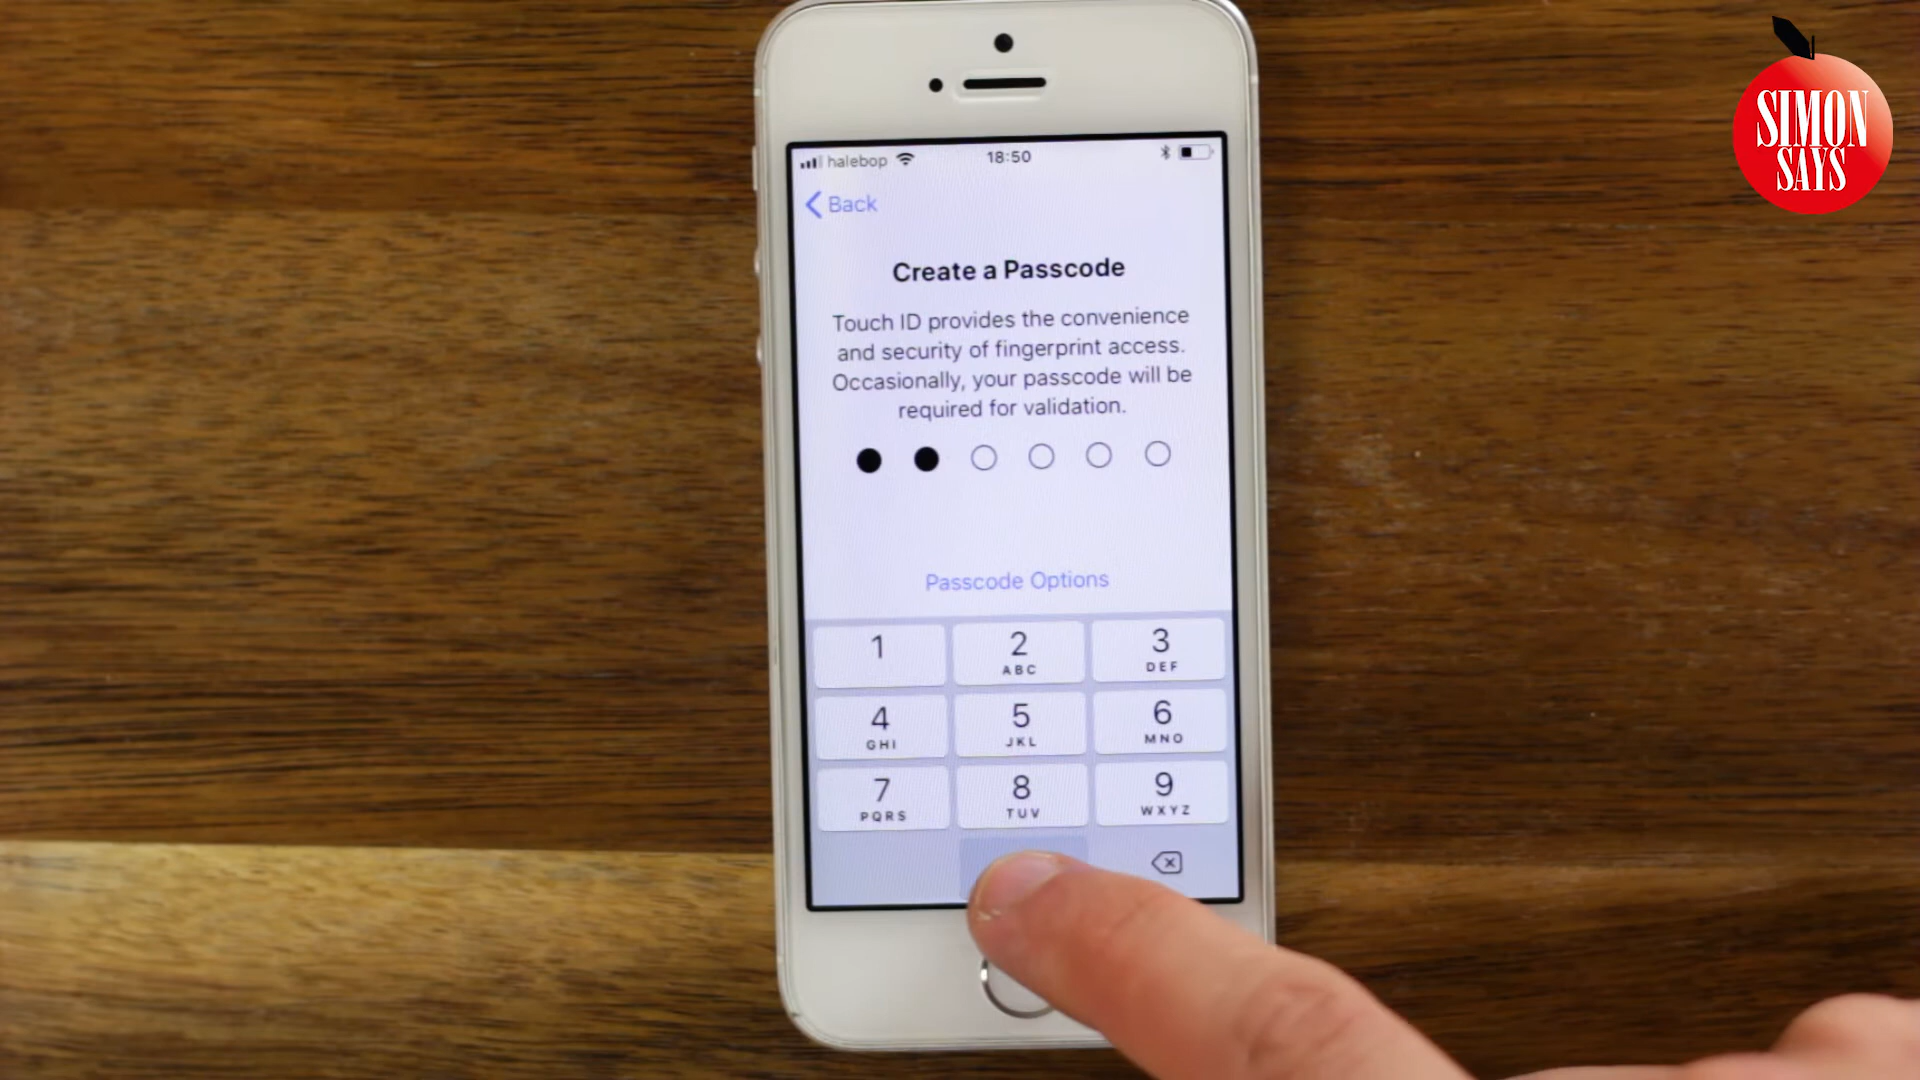 SIMON
SAYS
halebop 18:50
Back
Create a Passcode
Touch ID provides the convenience
and security of fingerprint access.
Occasionally, your passcode will be
required for validation.
Passcode Options
1 2 3
ABC DEF
4 5 6
GHI JKL MNO
7 8 9
PQRS TUV WXYZ